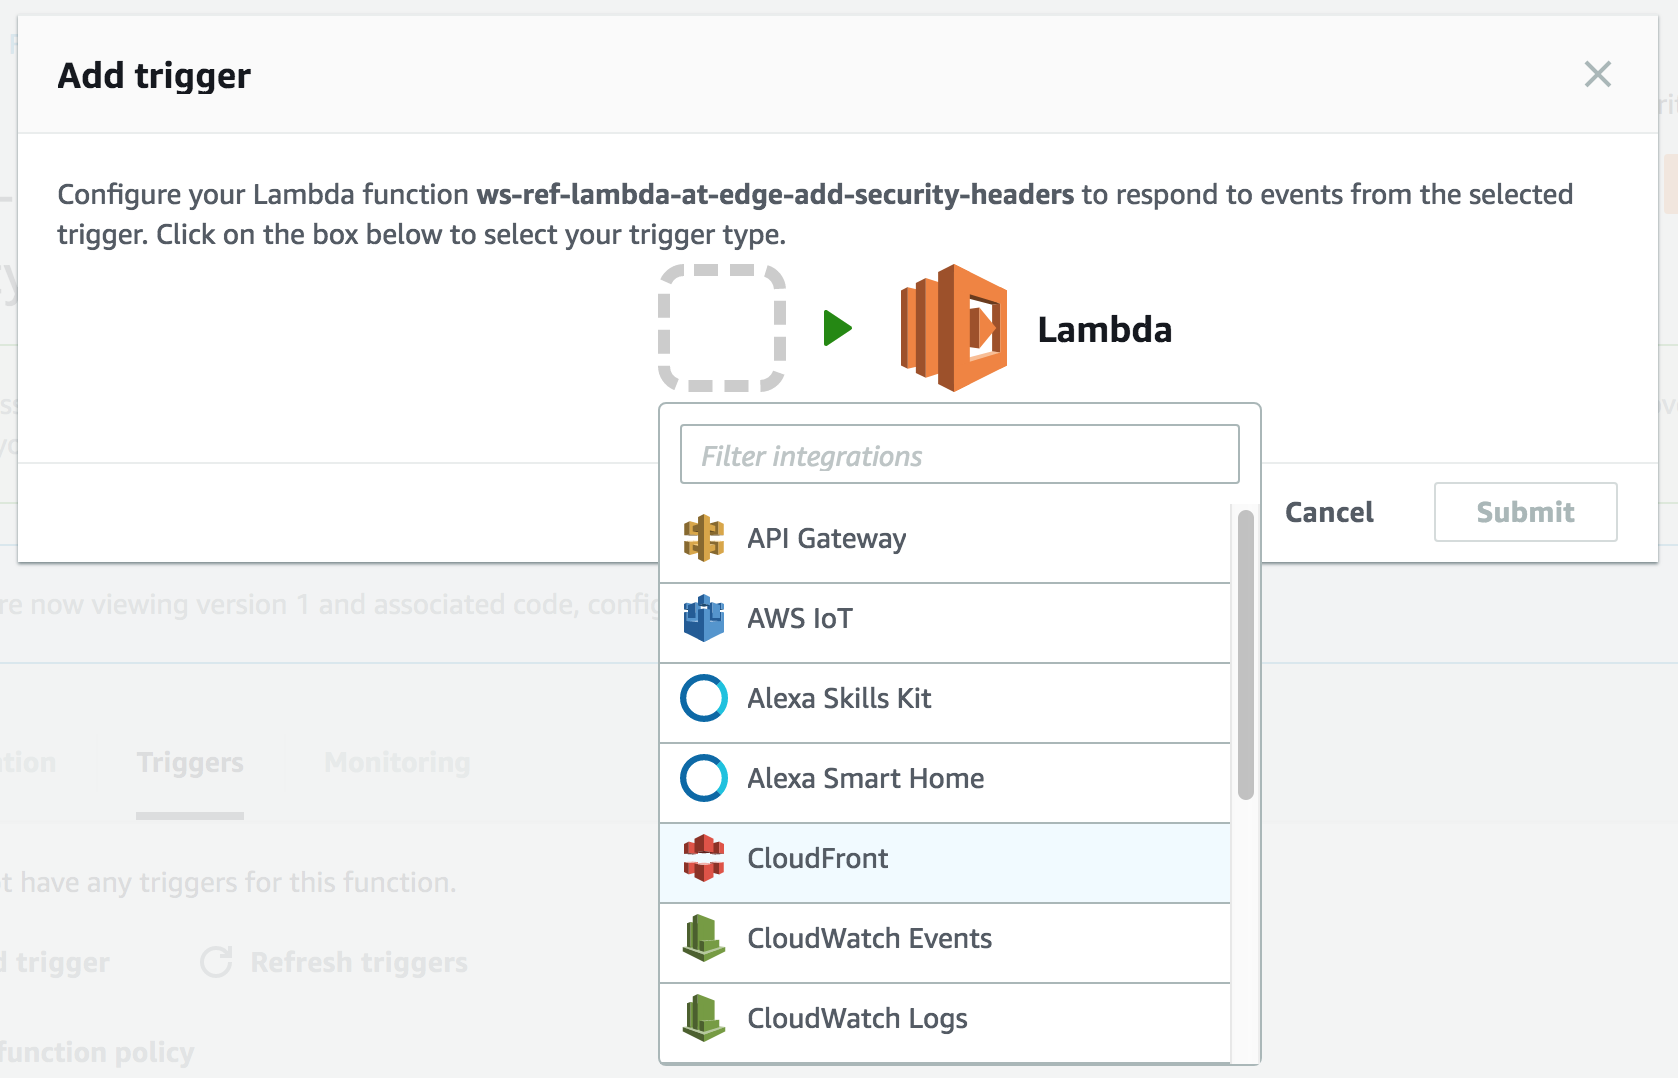 Add trigger
Configure your Lambda function ws-ref-lambda-at-edge-add-security-headers to respond to events from the selected
trigger. Click on the box below to select your trigger type.
Lambda
Filter integrations
API Gateway
Cancel
Submit
AWS IoT
re now viewing version 1 and associated code, config
Alexa Skills Kit
Triggers
Monitoring
Alexa Smart Home
CloudFront
t have any triggers for this function.
CloudWatch Events
d trigger
Refresh triggers
CloudWatch Logs
function policy